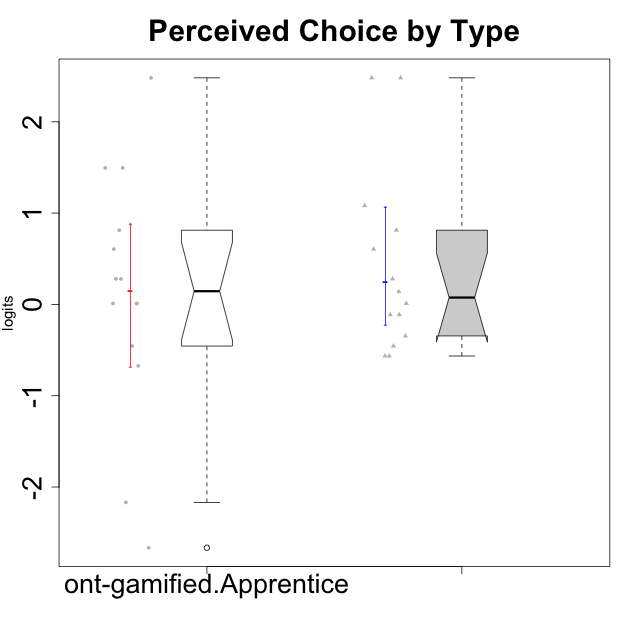 Perceived Choice by Type
logits
2
1
0
-1
-2
ont-gamified.Apprentice